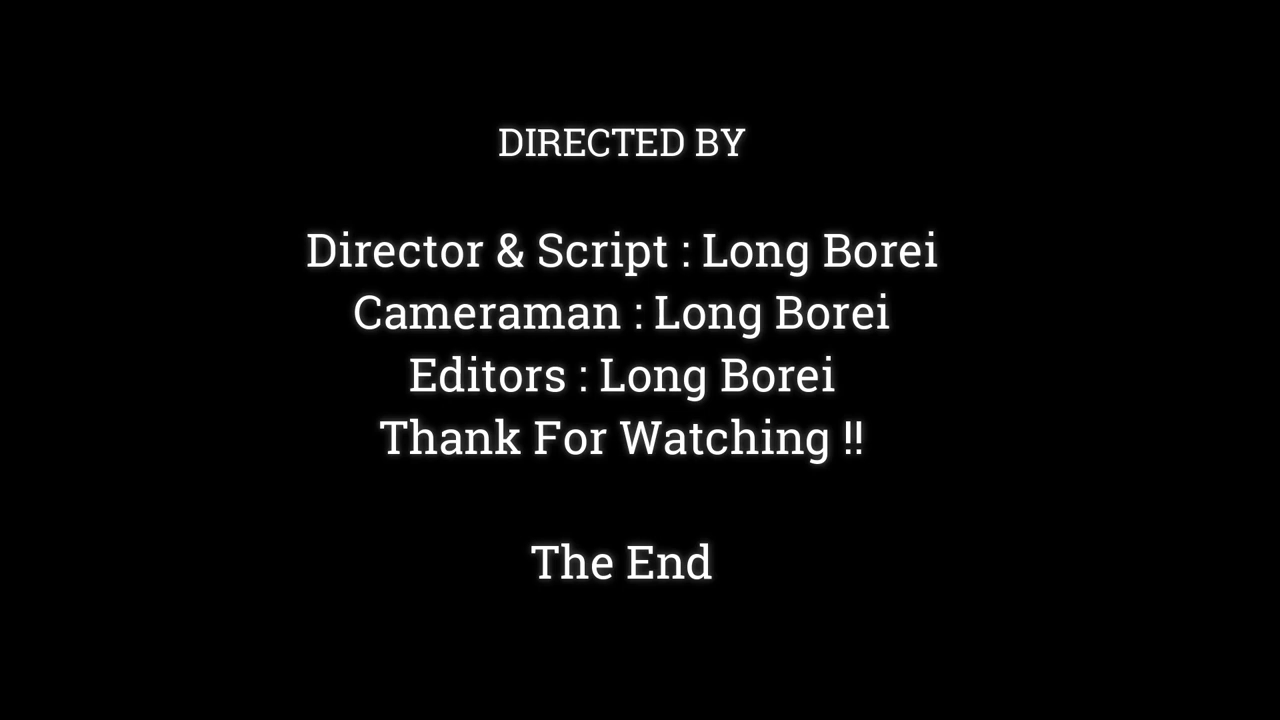 DIRECTED BY
Director & Script : Long Borei
Cameraman : Long Borei
Editors : Long Borei
Thank For Watching !!
The End